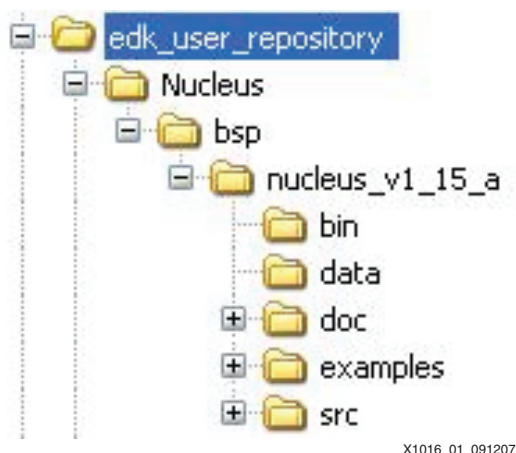 edk_user_repository
Nucleus
bsp
nucleus_v1_15_a
bin
data
doc
examples
src
X1016_01_091207